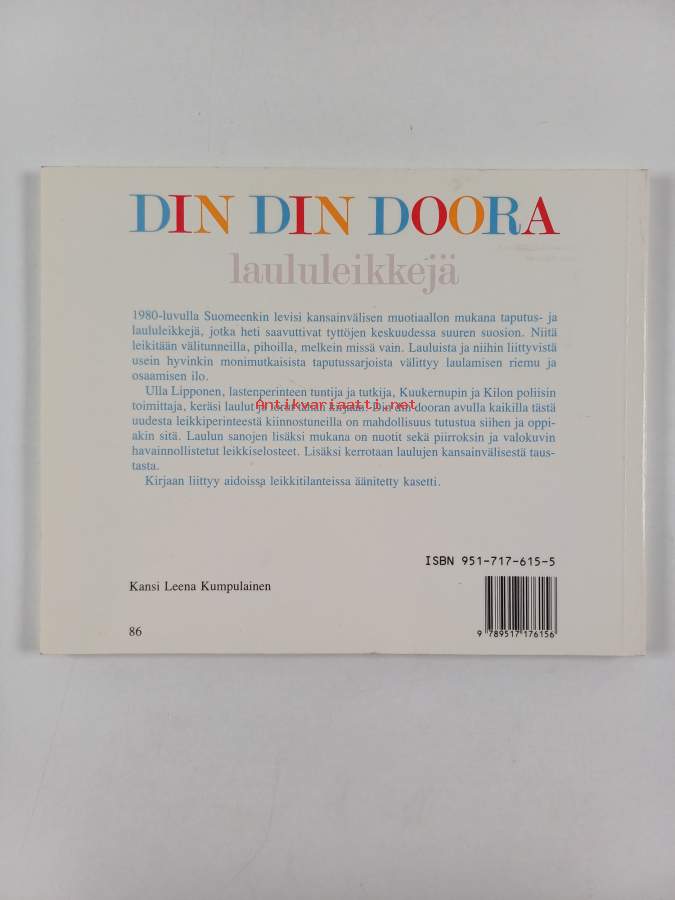 DIN DIN DOORA
laululeikkejä
1980-luvulla Suomeenkin levisi kansainvälisen muotiaallon mukana taputus- ja
laululeikkejä, jotka heti saavuttivat tyttöjen keskuudessa suuren suosion. Niitä
leikitään välitunneilla, pihoilla, melkein missä vain. Lauluista ja niihin liittyvistä
usein hyvinkin monimutkaisista taputussarjoista välittyy laulamisen riemu ja
osaamisen ilo.
Ulla Lipponen, lastenperinteen tuntija ja tutkija, Kuukernupin ja Kilon poliisin
Antikvariaatti.net
toimittaja, keräsi laulut ja tämän kirjan. Din din dooran avulla kaikilla tästä
uudesta leikkiperinteestä kiinnostuneilla on mahdollisuus tutustua siihen ja oppi-
akin sitä. Laulun sanojen lisäksi mukana on nuotit sekä piirroksin ja valokuvin
havainnollistetut leikkiselosteet. Lisäksi kerrotaan laulujen kansainvälisestä taus-
tasta.
Kirjaan liittyy aidoissa leikkitilanteissa äänitetty kasetti.
ISBN 951-717-615-5
Kansi Leena Kumpulainen
86
9 789517 176156